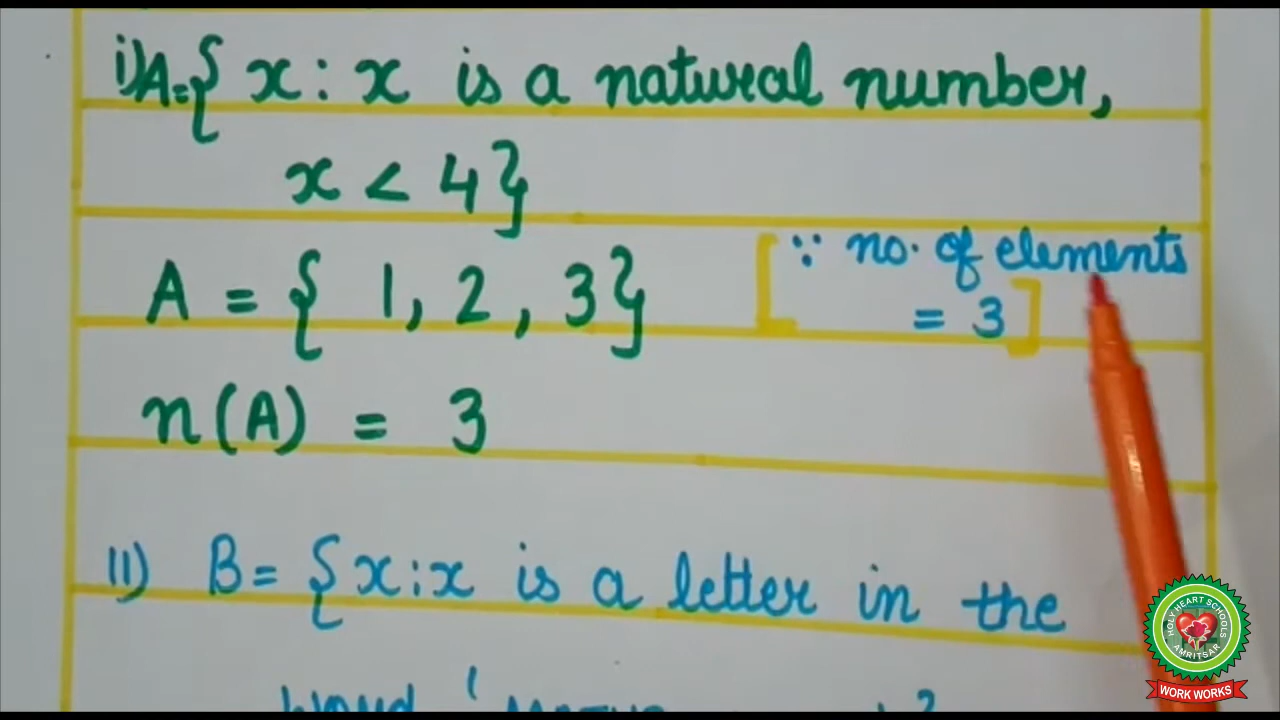 i) A = { x : x is a natural number,
x < 4 }
A = { 1, 2, 3 } [ ∵ no. of elements
= 3 ]
n(A) = 3
II) B = { x : x is a letter in the
word '
HOLY HEART SCHOOLS
AMRITSAR
WORK WORKS